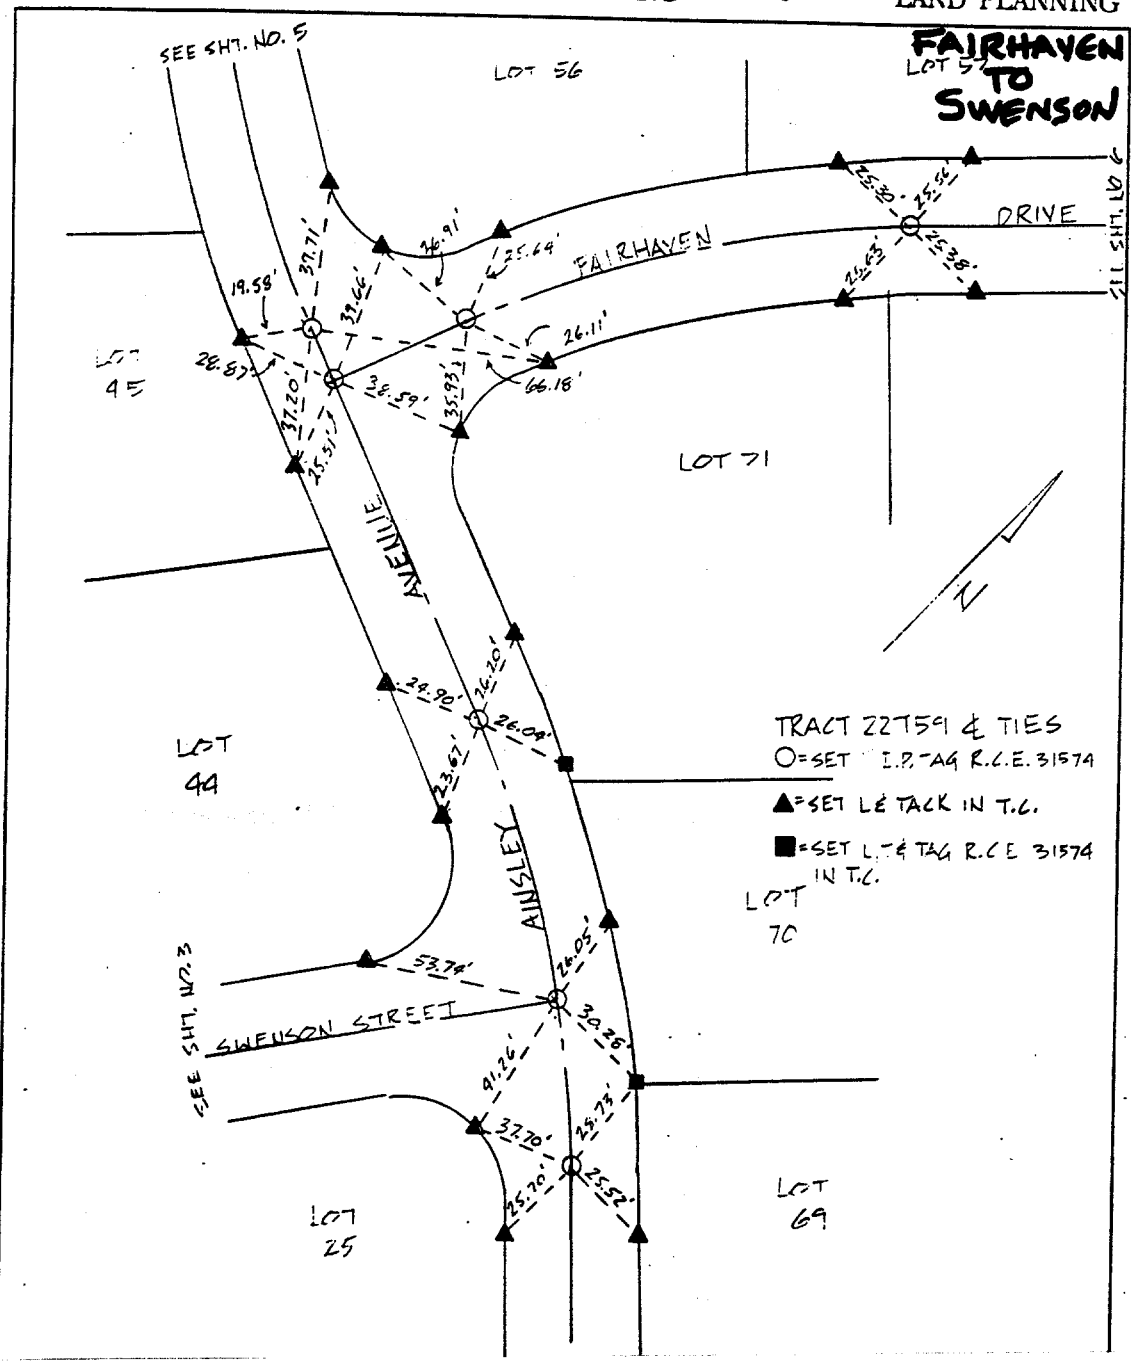 LAND PLANNING
FAIRHAVEN
TO
SWENSON
SEE SHT. NO. 5
LOT 56
LOT 57
25.30'
25.56'
DRIVE
25.63'
25.38'
FAIRHAVEN
37.71'
39.66'
25.64'
19.58'
26.11'
28.87'
LOT
45
37.20'
25.51'
38.59'
35.93'
66.18'
LOT 71
AVENUE
N
24.90'
26.20'
26.04'
23.67'
LOT
44
TRACT 22759 & TIES
O=SET I.P. TAG R.C.E. 31574
▲=SET L& TACK IN T.C.
■=SET L.T & TAG R.C.E 31574
IN T.C.
AINSLEY
LOT
70
SEE SHT. NO. 3
53.74'
26.05'
SWENSON STREET
30.28'
41.26'
37.70'
28.73'
25.70'
25.52'
LOT
25
LOT
69